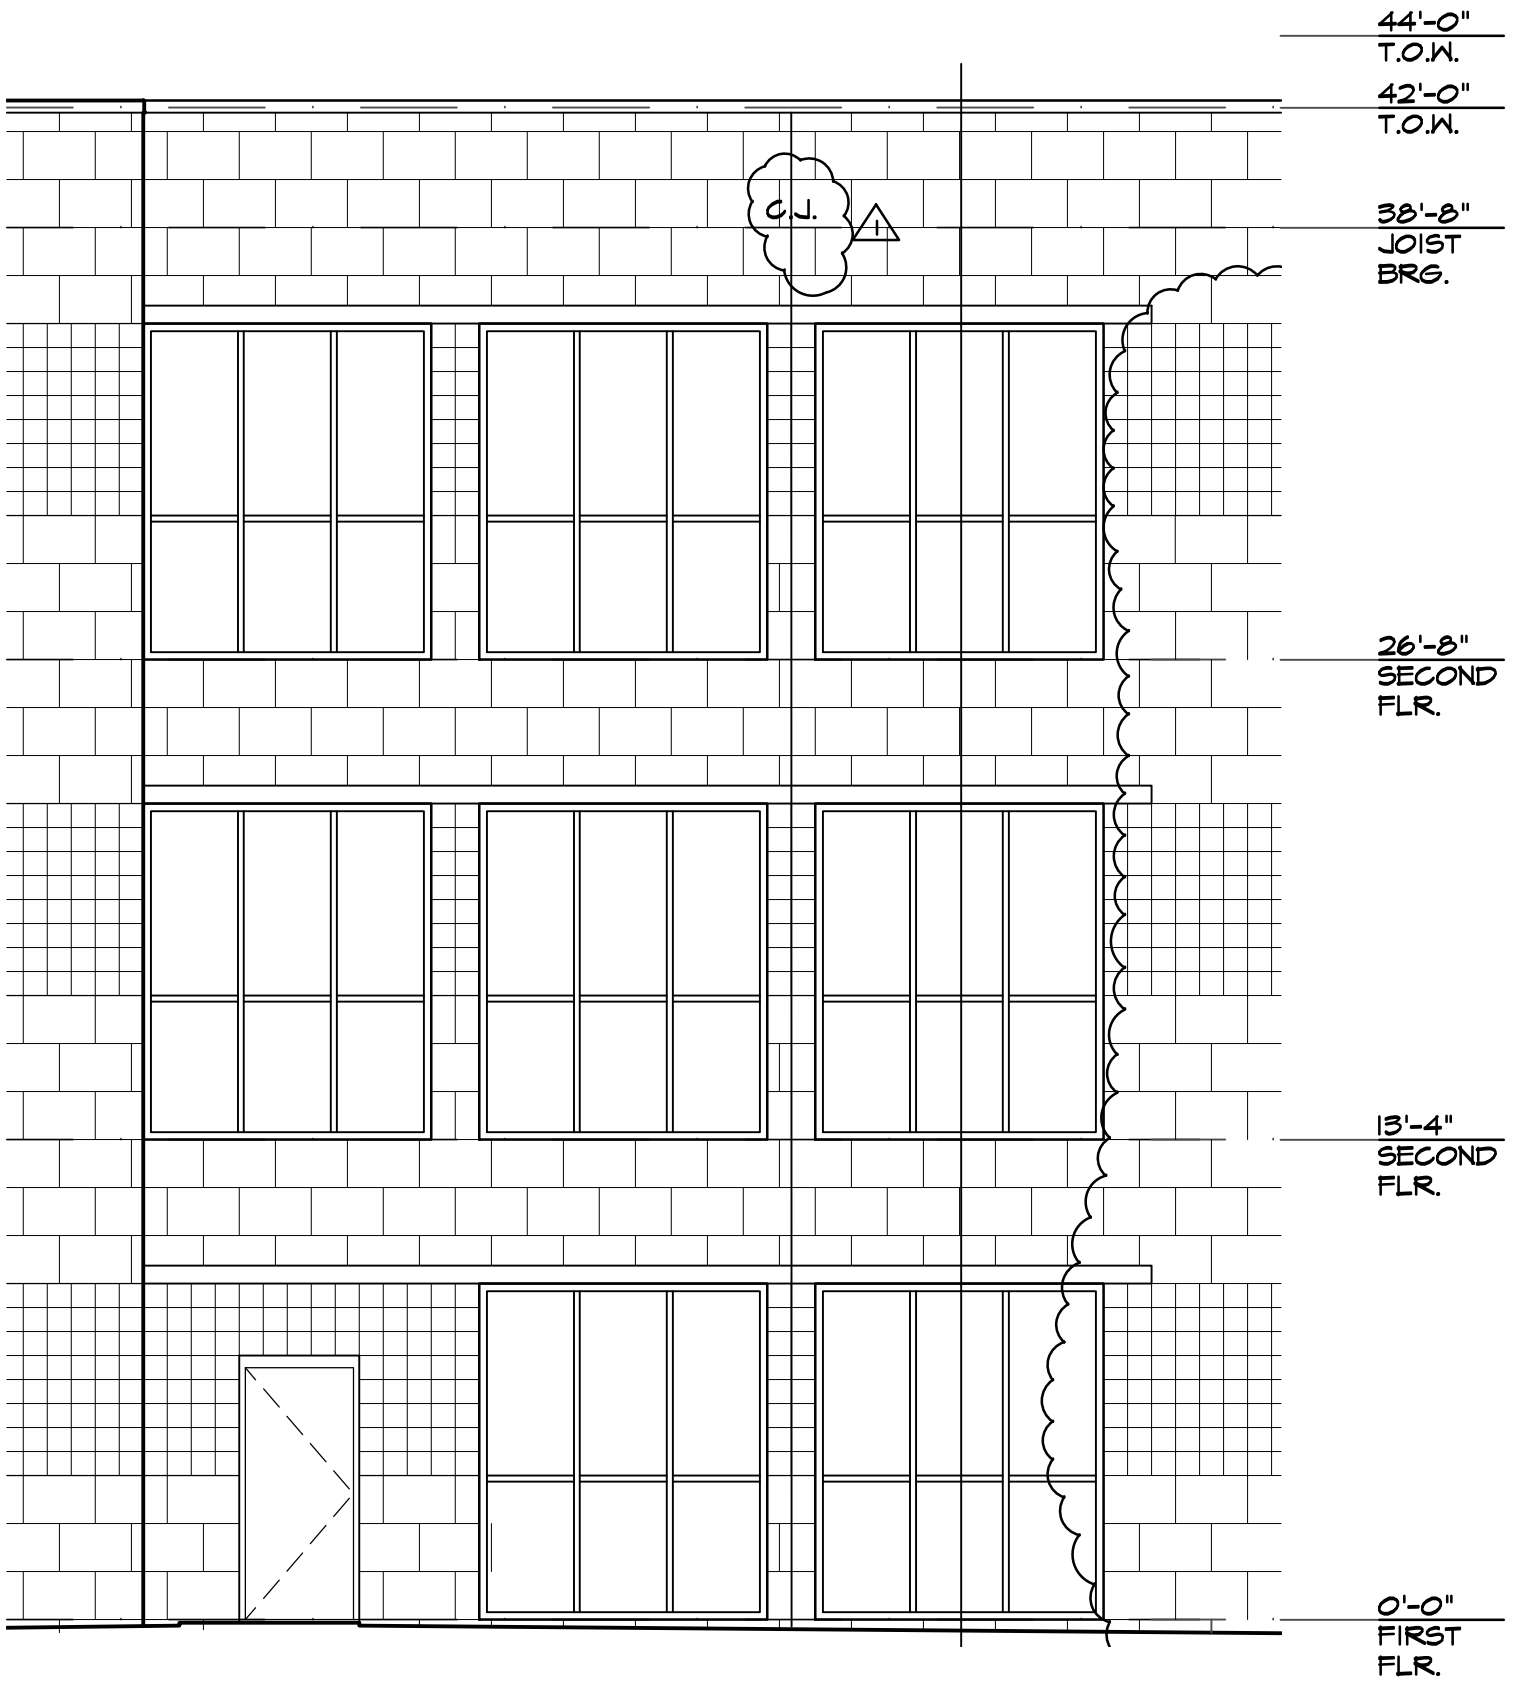 44'-0"
T.O.W.
42'-0"
T.O.W.
C.J.
1
38'-8"
JOIST
BRG.
26'-8"
SECOND
FLR.
13'-4"
SECOND
FLR.
0'-0"
FIRST
FLR.